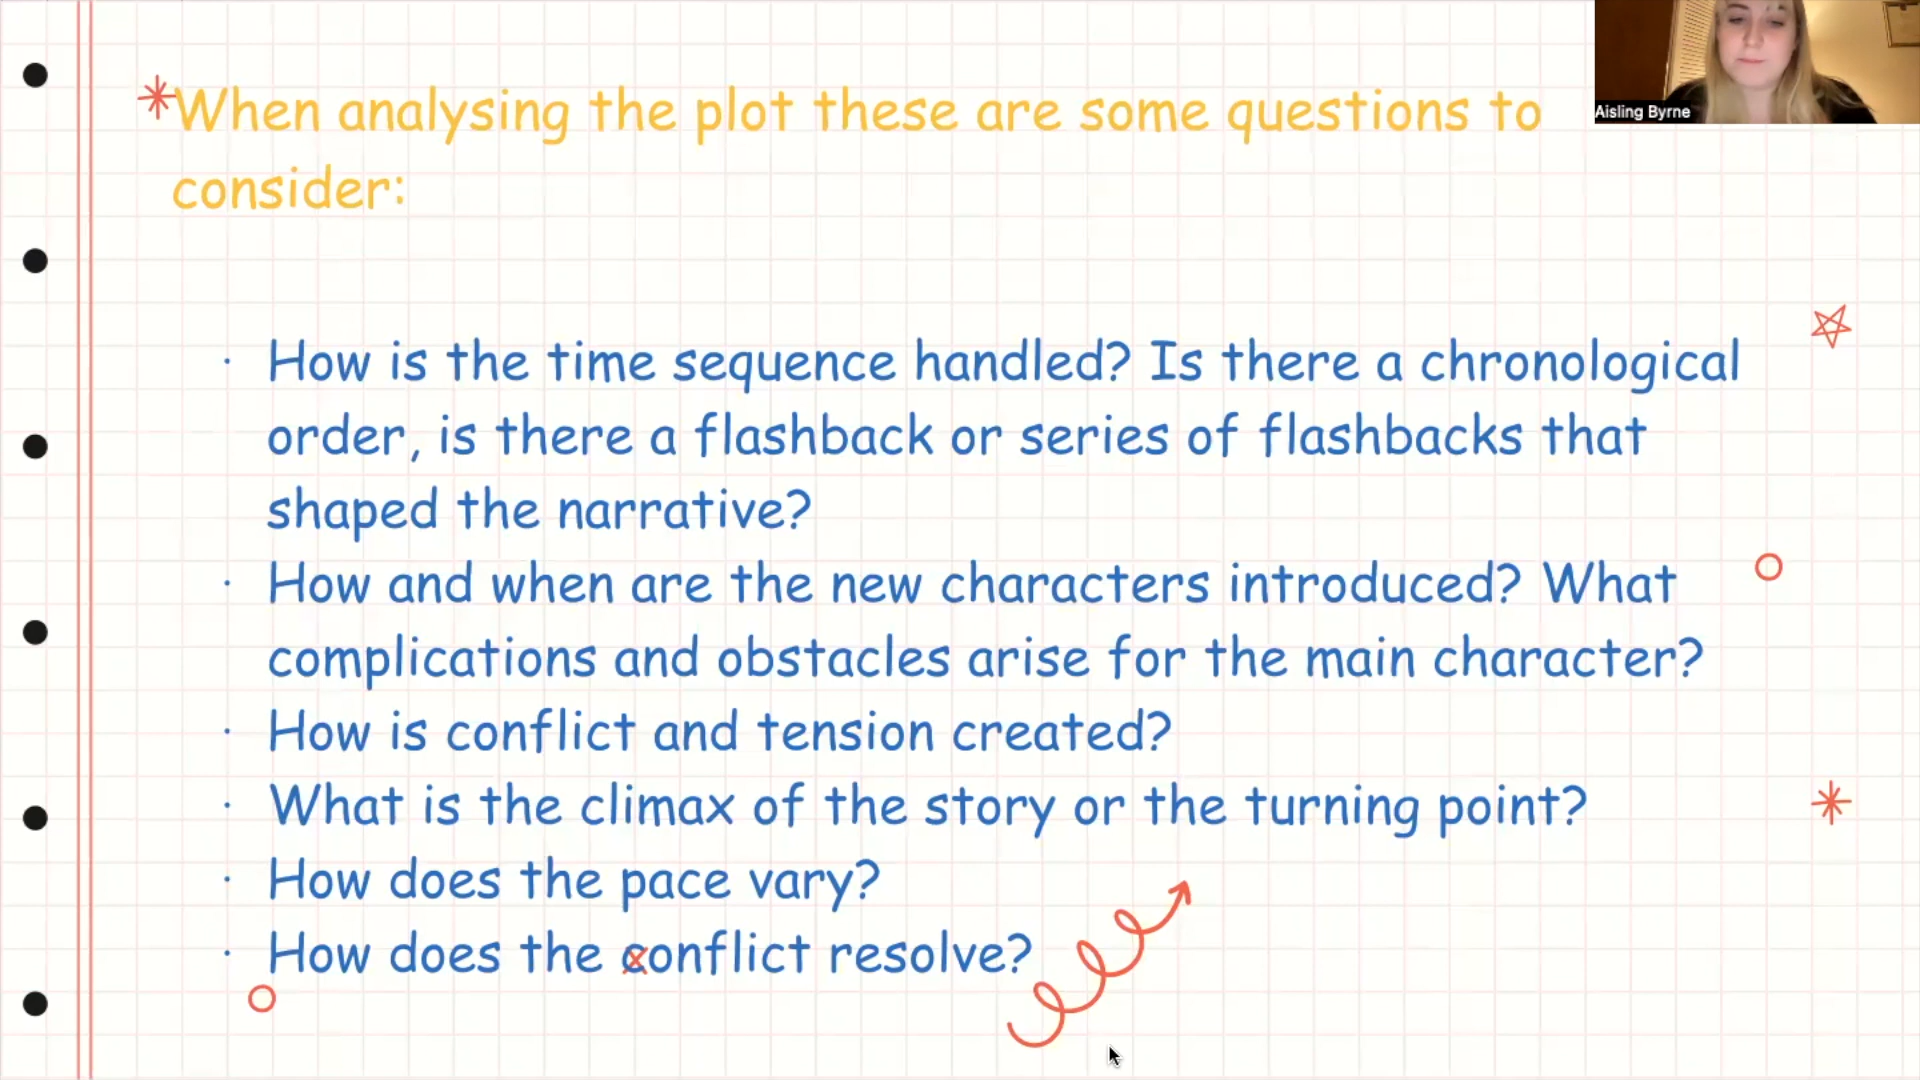 When analysing the plot these are some questions to
consider:
Aisling Byrne
· How is the time sequence handled? Is there a chronological
order, is there a flashback or series of flashbacks that
shaped the narrative?
· How and when are the new characters introduced? What
complications and obstacles arise for the main character?
· How is conflict and tension created?
· What is the climax of the story or the turning point?
· How does the pace vary?
· How does the conflict resolve?